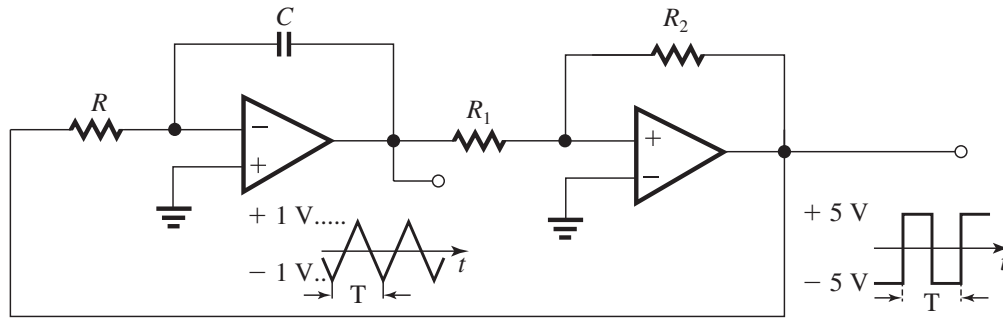 C
R₂
R
R₁
−
+
+
−
+ 1 V.....
− 1 V..
t
T
+ 5 V
− 5 V
t
T